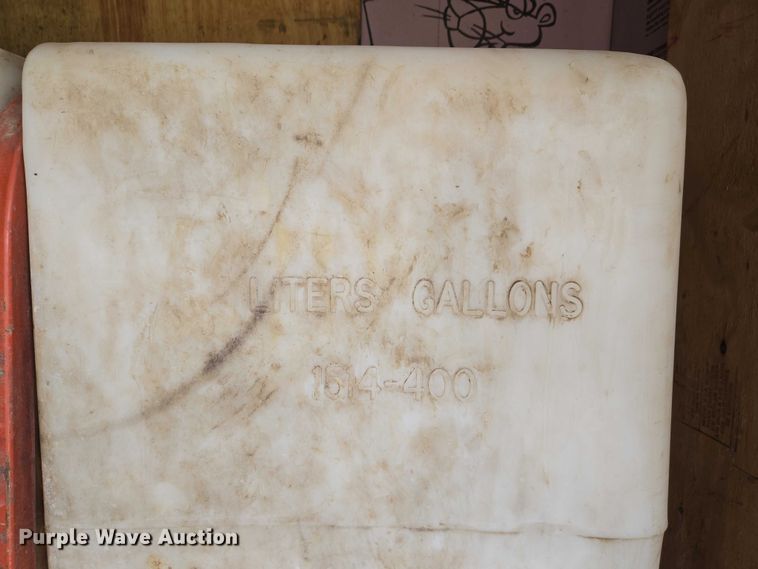 LITERS GALLONS
1514-400
Purple Wave Auction